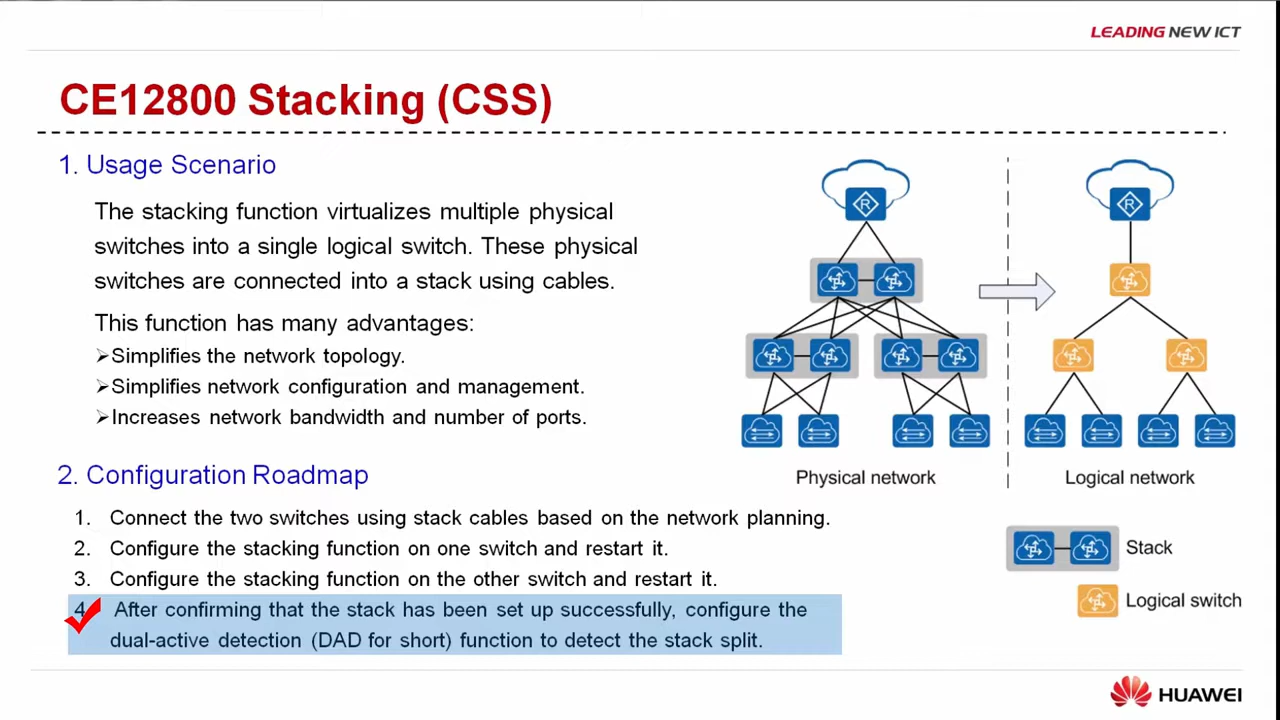 LEADING NEW ICT
CE12800 Stacking (CSS)
1. Usage Scenario
The stacking function virtualizes multiple physical
switches into a single logical switch. These physical
switches are connected into a stack using cables.
This function has many advantages:
➢Simplifies the network topology.
➢Simplifies network configuration and management.
➢Increases network bandwidth and number of ports.
R
R
Physical network
Logical network
2. Configuration Roadmap
1. Connect the two switches using stack cables based on the network planning.
2. Configure the stacking function on one switch and restart it.
3. Configure the stacking function on the other switch and restart it.
4. After confirming that the stack has been set up successfully, configure the
dual-active detection (DAD for short) function to detect the stack split.
Stack
Logical switch
HUAWEI